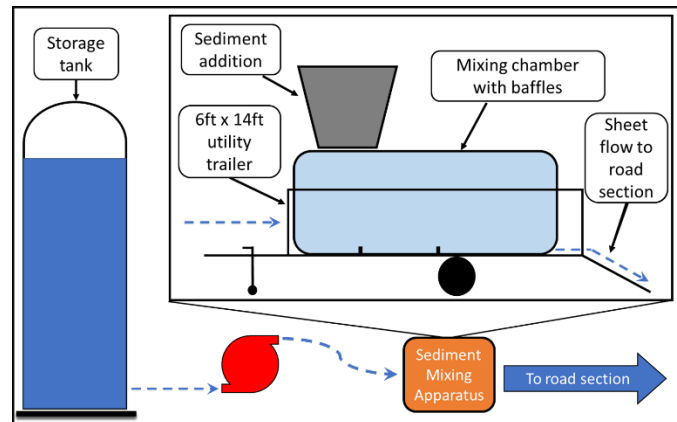 Storage
tank
Sediment
addition
Mixing chamber
with baffles
6ft x 14ft
utility
trailer
Sheet
flow to
road
section
Sediment
Mixing
Apparatus
To road section